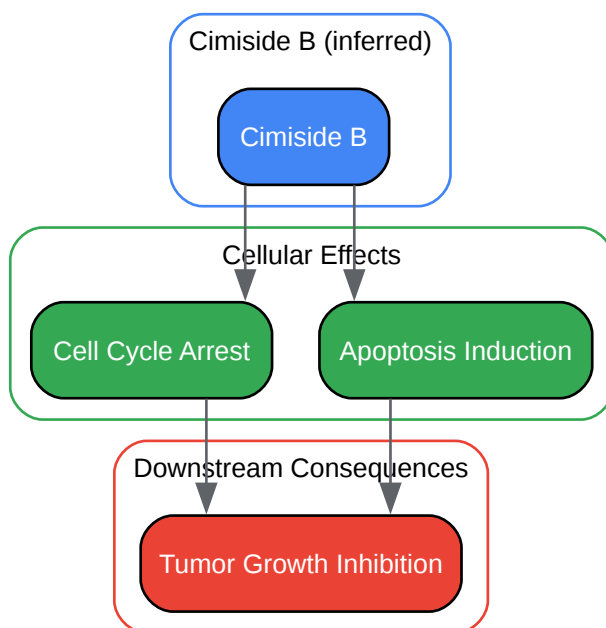 Cimiside B (inferred)
Cimiside B
Cellular Effects
Cell Cycle Arrest
Apoptosis Induction
Downstream Consequences
Tumor Growth Inhibition